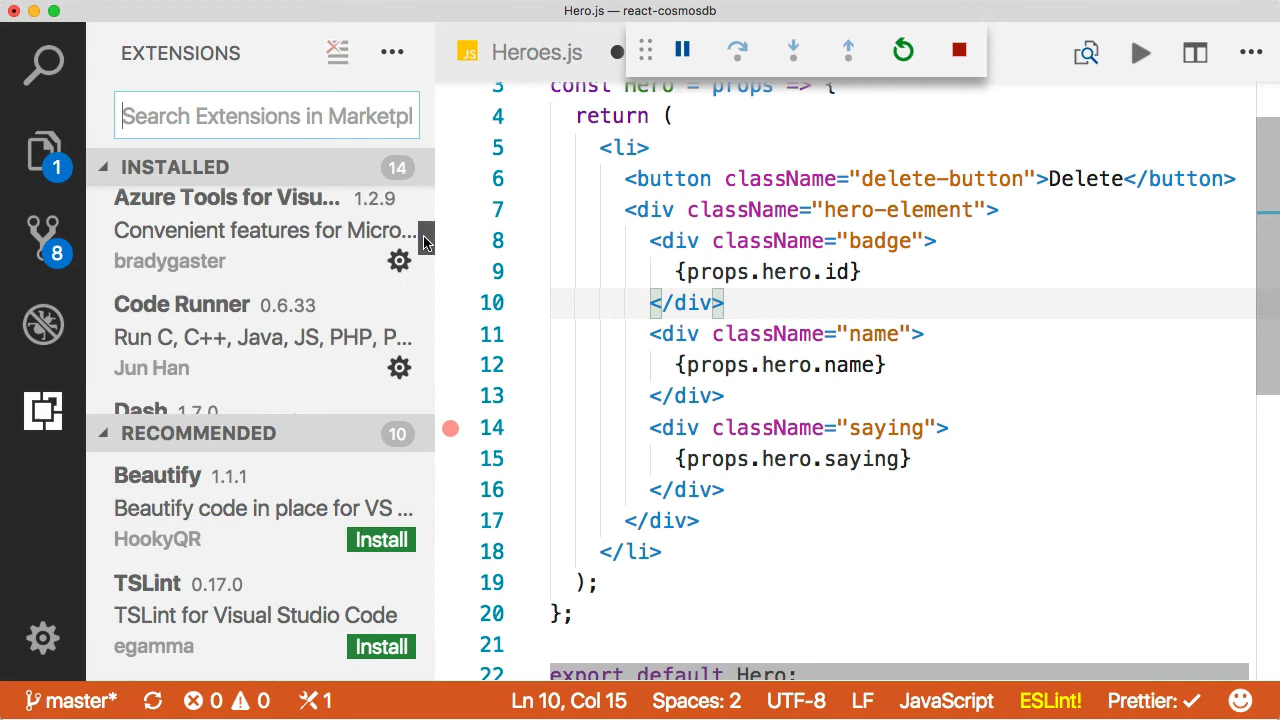 Hero.js — react-cosmosdb
EXTENSIONS
JS Heroes.js
Search Extensions in Marketpl
INSTALLED 14
Azure Tools for Visu... 1.2.9
Convenient features for Micro...
bradygaster
Code Runner 0.6.33
Run C, C++, Java, JS, PHP, P...
Jun Han
Dash 1.7.0
RECOMMENDED 10
Beautify 1.1.1
Beautify code in place for VS ...
HookyQR Install
TSLint 0.17.0
TSLint for Visual Studio Code
egamma Install
1
8
3 const Hero = props => {
4 return (
5 <li>
6 <button className="delete-button">Delete</button>
7 <div className="hero-element">
8 <div className="badge">
9 {props.hero.id}
10 </div>
11 <div className="name">
12 {props.hero.name}
13 </div>
14 <div className="saying">
15 {props.hero.saying}
16 </div>
17 </div>
18 </li>
19 );
20 };
21
22 export default Hero;
master* 0 0 1 Ln 10, Col 15 Spaces: 2 UTF-8 LF JavaScript ESLint! Prettier: ✓